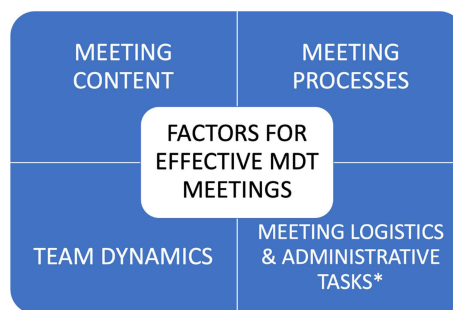 MEETING
CONTENT
MEETING
PROCESSES
FACTORS FOR
EFFECTIVE MDT
MEETINGS
TEAM DYNAMICS
MEETING LOGISTICS
& ADMINISTRATIVE
TASKS*